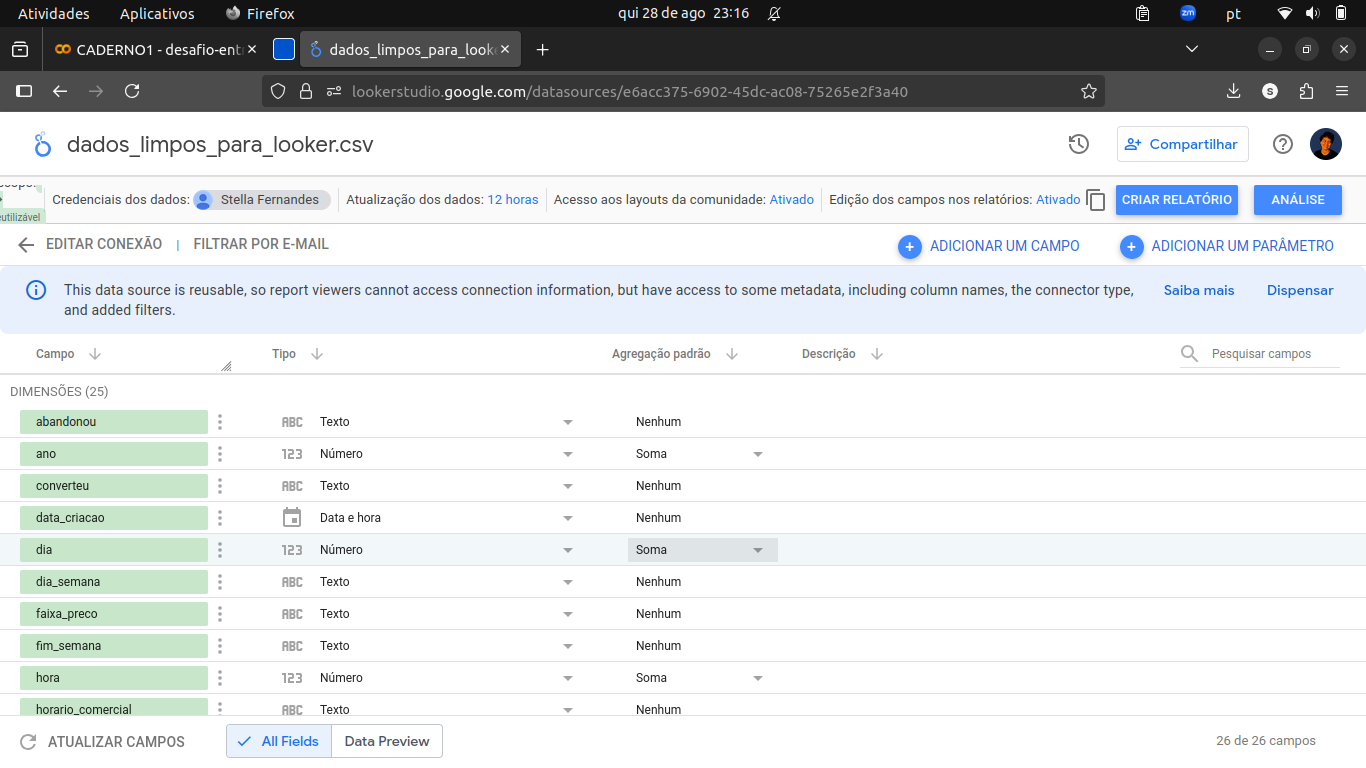 Atividades Aplicativos Firefox qui 28 de ago 23:16 zm pt
CADERNO1 - desafio-ent dados_limpos_para_looke
lookerstudio.google.com/datasources/e6acc375-6902-45dc-ac08-75265e2f3a40 S
dados_limpos_para_looker.csv Compartilhar
Credenciais dos dados: Stella Fernandes Atualização dos dados: 12 horas Acesso aos layouts da comunidade: Ativado Edição dos campos nos relatórios: Ativado CRIAR RELATÓRIO ANÁLISE
eutilizável
EDITAR CONEXÃO | FILTRAR POR E-MAIL ADICIONAR UM CAMPO ADICIONAR UM PARÂMETRO
This data source is reusable, so report viewers cannot access connection information, but have access to some metadata, including column names, the connector type, Saiba mais Dispensar
and added filters.
Campo Tipo Agregação padrão Descrição Pesquisar campos
DIMENSÕES (25)
abandonou ABC Texto Nenhum
ano 123 Número Soma
converteu ABC Texto Nenhum
data_criacao Data e hora Nenhum
dia 123 Número Soma
dia_semana ABC Texto Nenhum
faixa_preco ABC Texto Nenhum
fim_semana ABC Texto Nenhum
hora 123 Número Soma
horario_comercial ABC Texto Nenhum
ATUALIZAR CAMPOS All Fields Data Preview 26 de 26 campos